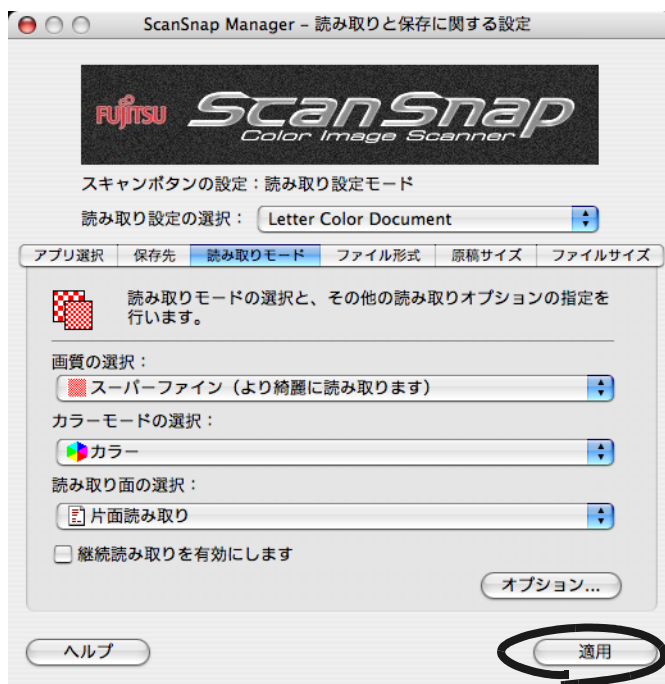 ScanSnap Manager – 読み取りと保存に関する設定
FUJITSU ScanSnap
Color Image Scanner
スキャンボタンの設定：読み取り設定モード
読み取り設定の選択： Letter Color Document
アプリ選択 保存先 読み取りモード ファイル形式 原稿サイズ ファイルサイズ
読み取りモードの選択と、その他の読み取りオプションの指定を
行います。
画質の選択：
スーパーファイン（より綺麗に読み取ります）
カラーモードの選択：
カラー
読み取り面の選択：
片面読み取り
継続読み取りを有効にします
オプション...
ヘルプ 適用